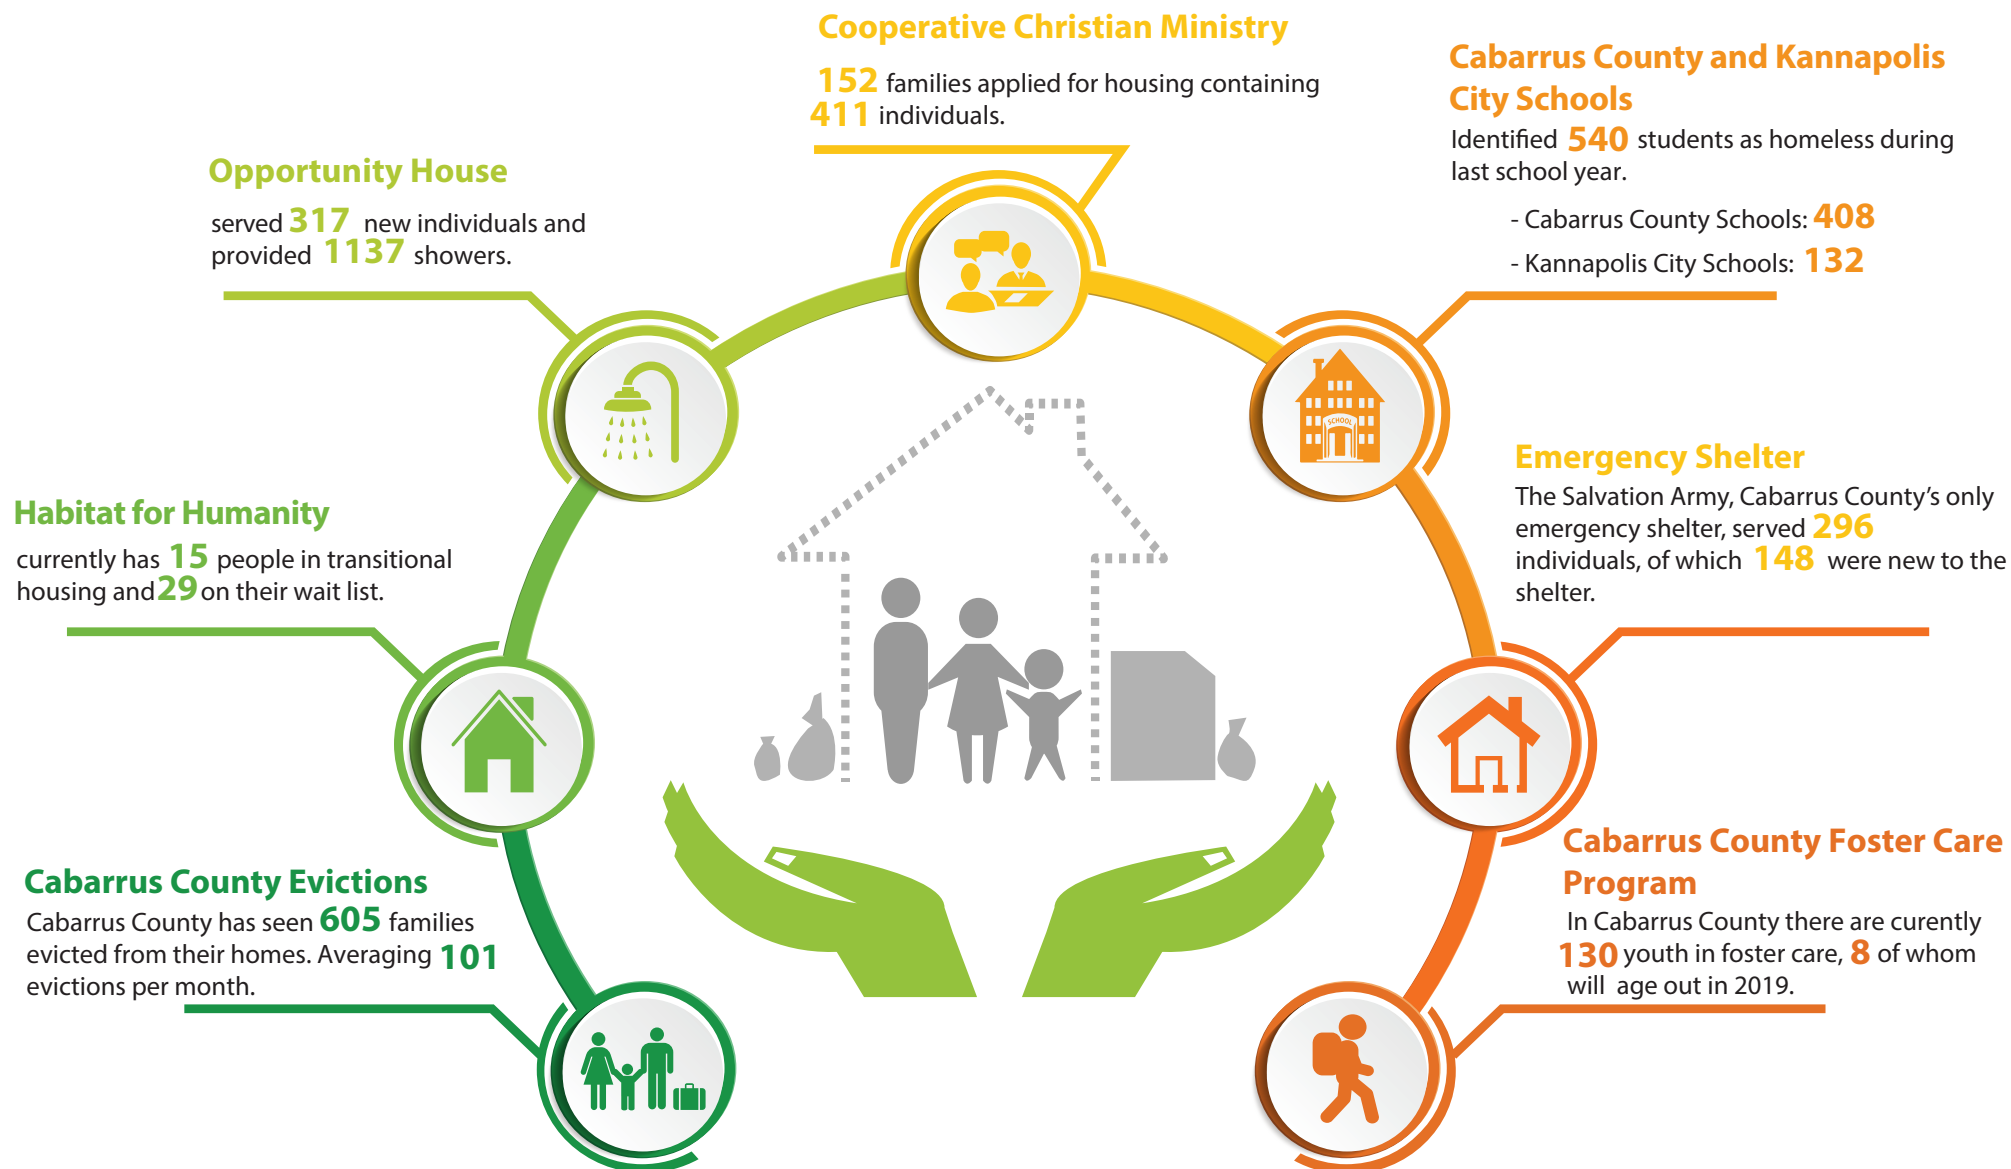 Cooperative Christian Ministry
152 families applied for housing containing
411 individuals.
Cabarrus County and Kannapolis
City Schools
Identified 540 students as homeless during
last school year.
- Cabarrus County Schools: 408
- Kannapolis City Schools: 132
Opportunity House
served 317 new individuals and
provided 1137 showers.
SCHOOL
Emergency Shelter
The Salvation Army, Cabarrus County's only
emergency shelter, served 296
individuals, of which 148 were new to the
shelter.
Habitat for Humanity
currently has 15 people in transitional
housing and 29 on their wait list.
Cabarrus County Foster Care
Program
In Cabarrus County there are curently
130 youth in foster care, 8 of whom
will age out in 2019.
Cabarrus County Evictions
Cabarrus County has seen 605 families
evicted from their homes. Averaging 101
evictions per month.